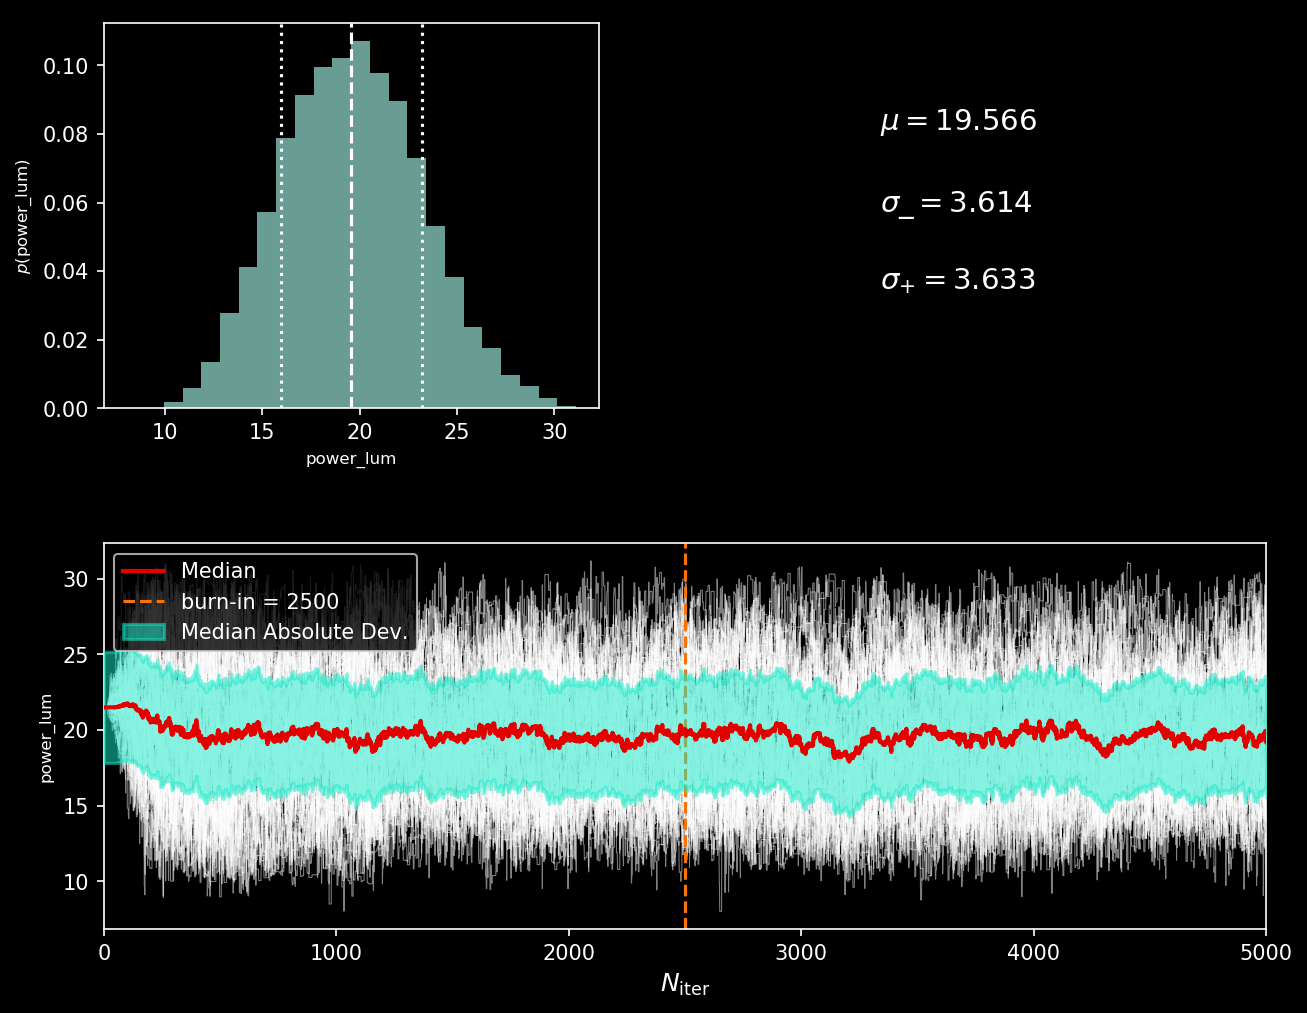 0.10
0.08
0.06
0.04
0.02
0.00
p(power_lum)
10 15 20 25 30
power_lum
μ = 19.566
σ_ = 3.614
σ+ = 3.633
Median
burn-in = 2500
Median Absolute Dev.
30
25
20
15
10
power_lum
0 1000 2000 3000 4000 5000
Niter